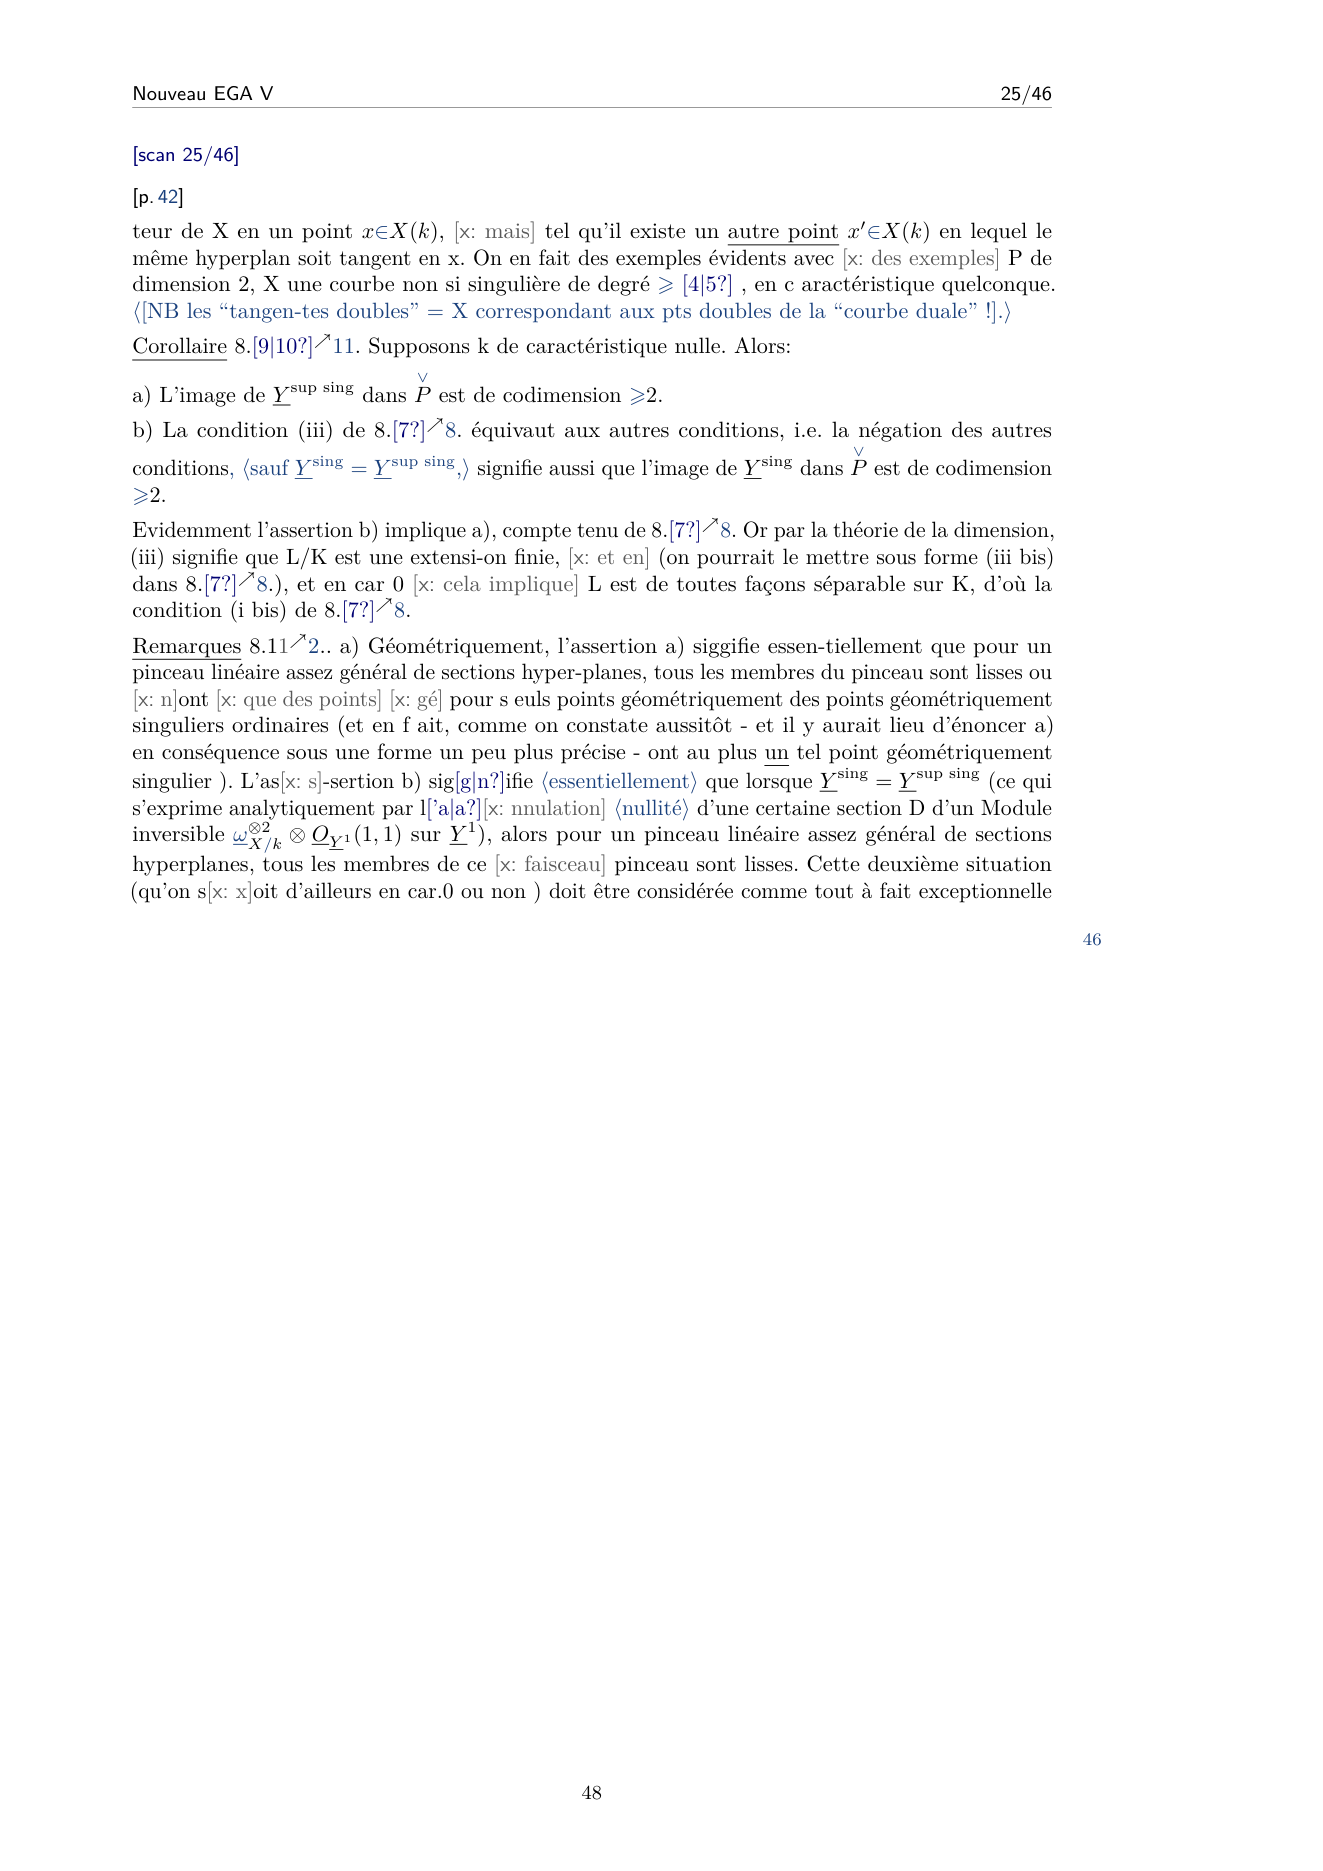 Nouveau EGA V 25/46
[scan 25/46]
[p. 42]
teur de X en un point x∈X(k), [x: mais] tel qu'il existe un autre point x′∈X(k) en lequel le
même hyperplan soit tangent en x. On en fait des exemples évidents avec [x: des exemples] P de
dimension 2, X une courbe non si singulière de degré ⩾ [4|5?] , en c aractéristique quelconque.
⟨[NB les “tangen-tes doubles” = X correspondant aux pts doubles de la “courbe duale” !].⟩
Corollaire 8.[9|10?]↗11. Supposons k de caractéristique nulle. Alors:
a) L'image de Y^{sup sing} dans P^∨ est de codimension ⩾2.
b) La condition (iii) de 8.[7?]↗8. équivaut aux autres conditions, i.e. la négation des autres
conditions, ⟨sauf Y^{sing} = Y^{sup sing},⟩ signifie aussi que l'image de Y^{sing} dans P^∨ est de codimension
⩾2.
Evidemment l'assertion b) implique a), compte tenu de 8.[7?]↗8. Or par la théorie de la dimension,
(iii) signifie que L/K est une extensi-on finie, [x: et en] (on pourrait le mettre sous forme (iii bis)
dans 8.[7?]↗8.), et en car 0 [x: cela implique] L est de toutes façons séparable sur K, d'où la
condition (i bis) de 8.[7?]↗8.
Remarques 8.11↗2.. a) Géométriquement, l'assertion a) siggifie essen-tiellement que pour un
pinceau linéaire assez général de sections hyper-planes, tous les membres du pinceau sont lisses ou
[x: n]ont [x: que des points] [x: gé] pour s euls points géométriquement des points géométriquement
singuliers ordinaires (et en f ait, comme on constate aussitôt - et il y aurait lieu d'énoncer a)
en conséquence sous une forme un peu plus précise - ont au plus un tel point géométriquement
singulier ). L'as[x: s]-sertion b) sig[g|n?]ifie ⟨essentiellement⟩ que lorsque Y^{sing} = Y^{sup sing} (ce qui
s'exprime analytiquement par l['a|a?][x: nnulation] ⟨nullité⟩ d'une certaine section D d'un Module
inversible ω^{⊗2}_{X/k} ⊗ O_{Y^1}(1, 1) sur Y^1), alors pour un pinceau linéaire assez général de sections
hyperplanes, tous les membres de ce [x: faisceau] pinceau sont lisses. Cette deuxième situation
(qu'on s[x: x]oit d'ailleurs en car.0 ou non ) doit être considérée comme tout à fait exceptionnelle
46
48